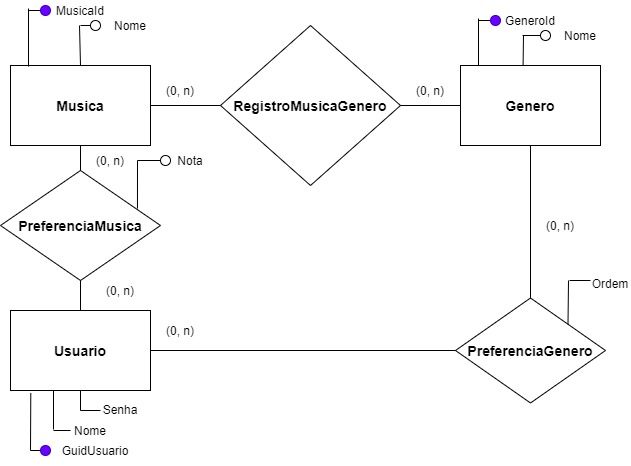 MusicaId
Nome
GeneroId
Nome
Musica
(0, n)
RegistroMusicaGenero
(0, n)
Genero
(0, n)
Nota
PreferenciaMusica
(0, n)
(0, n)
Ordem
Usuario
(0, n)
PreferenciaGenero
Senha
Nome
GuidUsuario